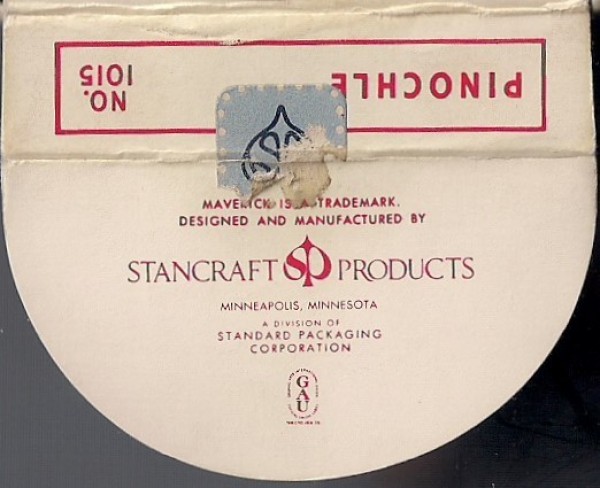 PINOCHLE
NO.
1015
MAVERICK IS A TRADEMARK.
DESIGNED AND MANUFACTURED BY
STANCRAFT SP PRODUCTS
MINNEAPOLIS, MINNESOTA
A DIVISION OF
STANDARD PACKAGING
CORPORATION
GAU